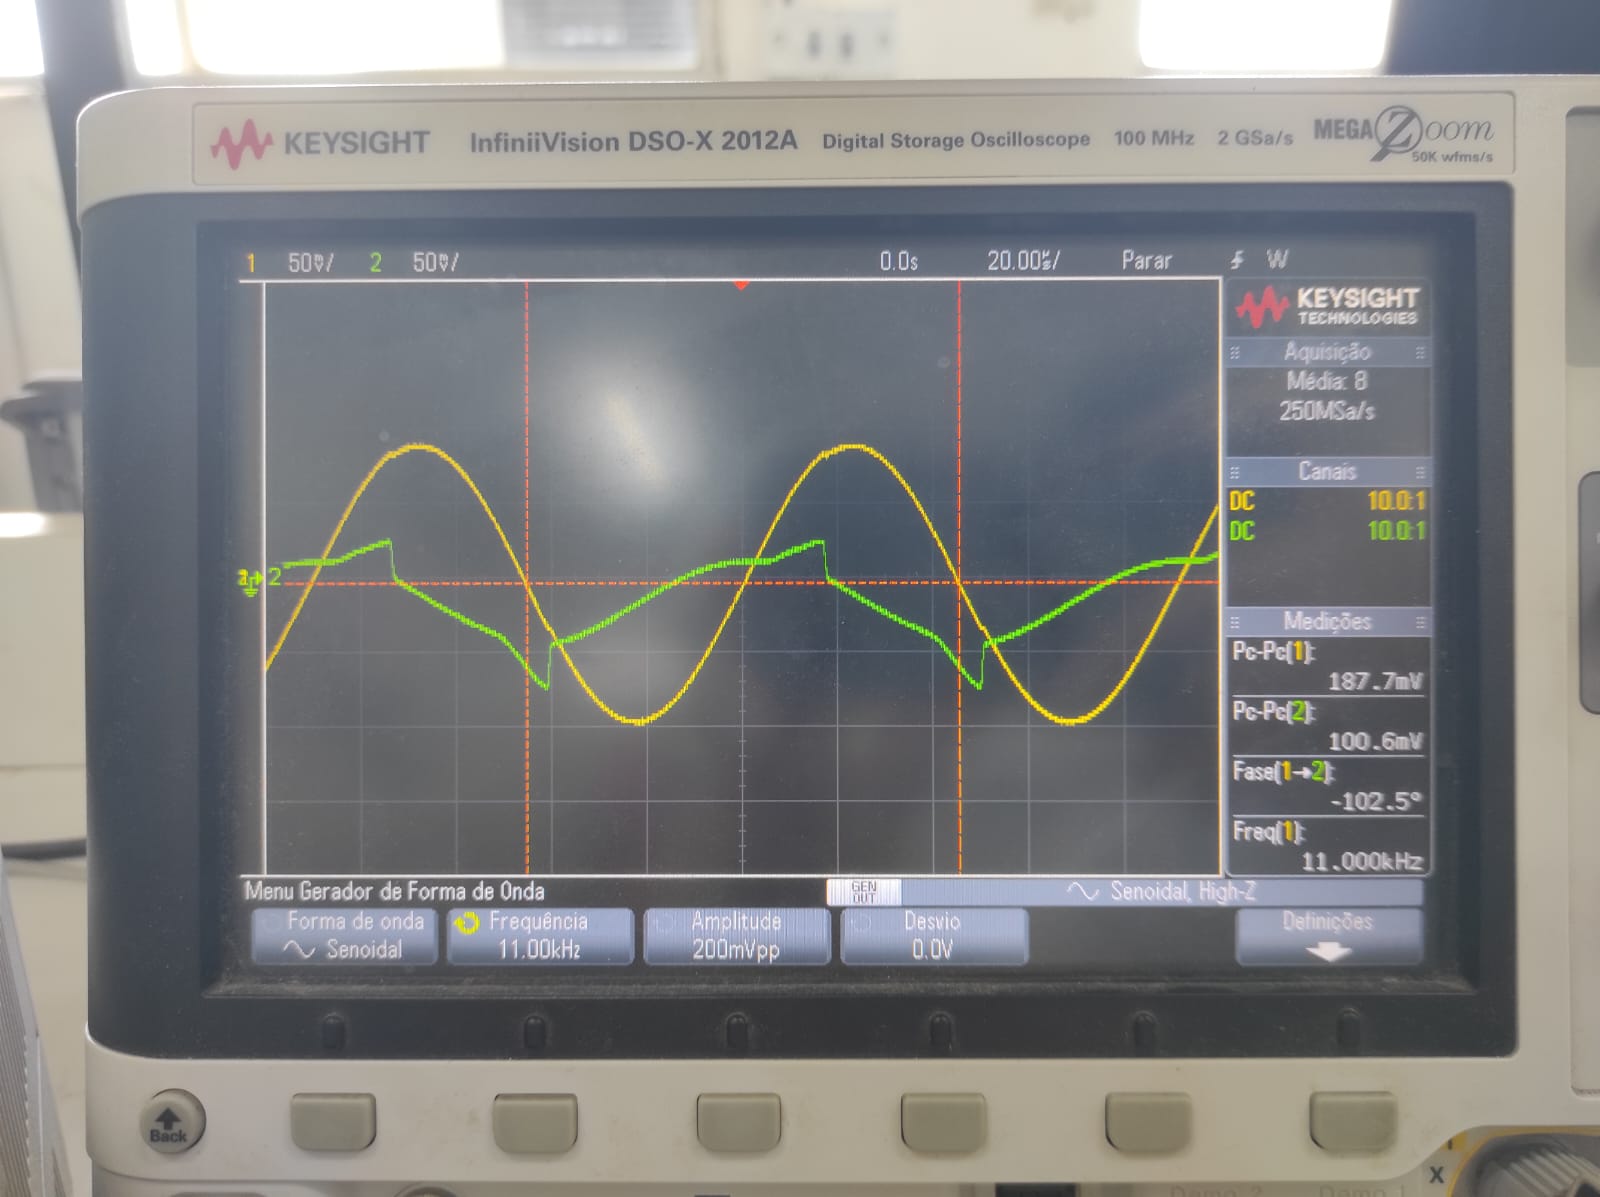 KEYSIGHT InfiniiVision DSO-X 2012A Digital Storage Oscilloscope 100 MHz 2 GSa/s MEGA Zoom
50K wfms/s
1 50V/ 2 50V/ 0.0s 20.00us/ Parar W
KEYSIGHT
TECHNOLOGIES
Aquisição
Média: 8
250MSa/s
Canais
DC 10.0:1
DC 10.0:1
2
Medições
Pc-Pc(1):
187.7mV
Pc-Pc(2):
100.6mV
Fase(1→2):
-102.5°
Freq(1):
11.000kHz
Menu Gerador de Forma de Onda
GEN
OUT
Senoidal, High-Z
Forma de onda Frequência Amplitude Desvio Definições
Senoidal 11.00kHz 200mVpp 0.0V
Back
X